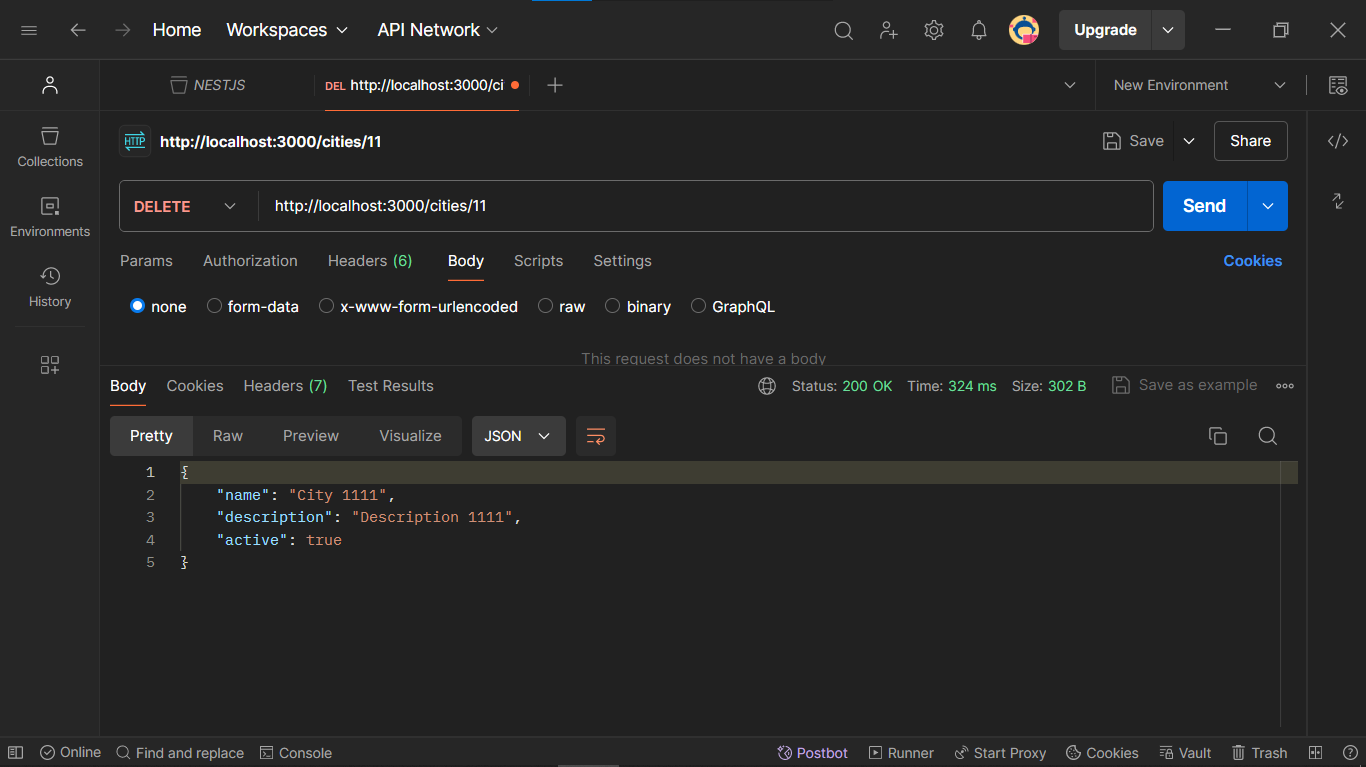 Home Workspaces API Network Upgrade
NESTJS DEL http://localhost:3000/ci New Environment
HTTP http://localhost:3000/cities/11 Save Share
Collections
Environments
History
DELETE http://localhost:3000/cities/11 Send
Params Authorization Headers (6) Body Scripts Settings Cookies
none form-data x-www-form-urlencoded raw binary GraphQL
This request does not have a body
Body Cookies Headers (7) Test Results Status: 200 OK Time: 324 ms Size: 302 B Save as example
Pretty Raw Preview Visualize JSON
1 {
2 "name": "City 1111",
3 "description": "Description 1111",
4 "active": true
5 }
Online Find and replace Console Postbot Runner Start Proxy Cookies Vault Trash